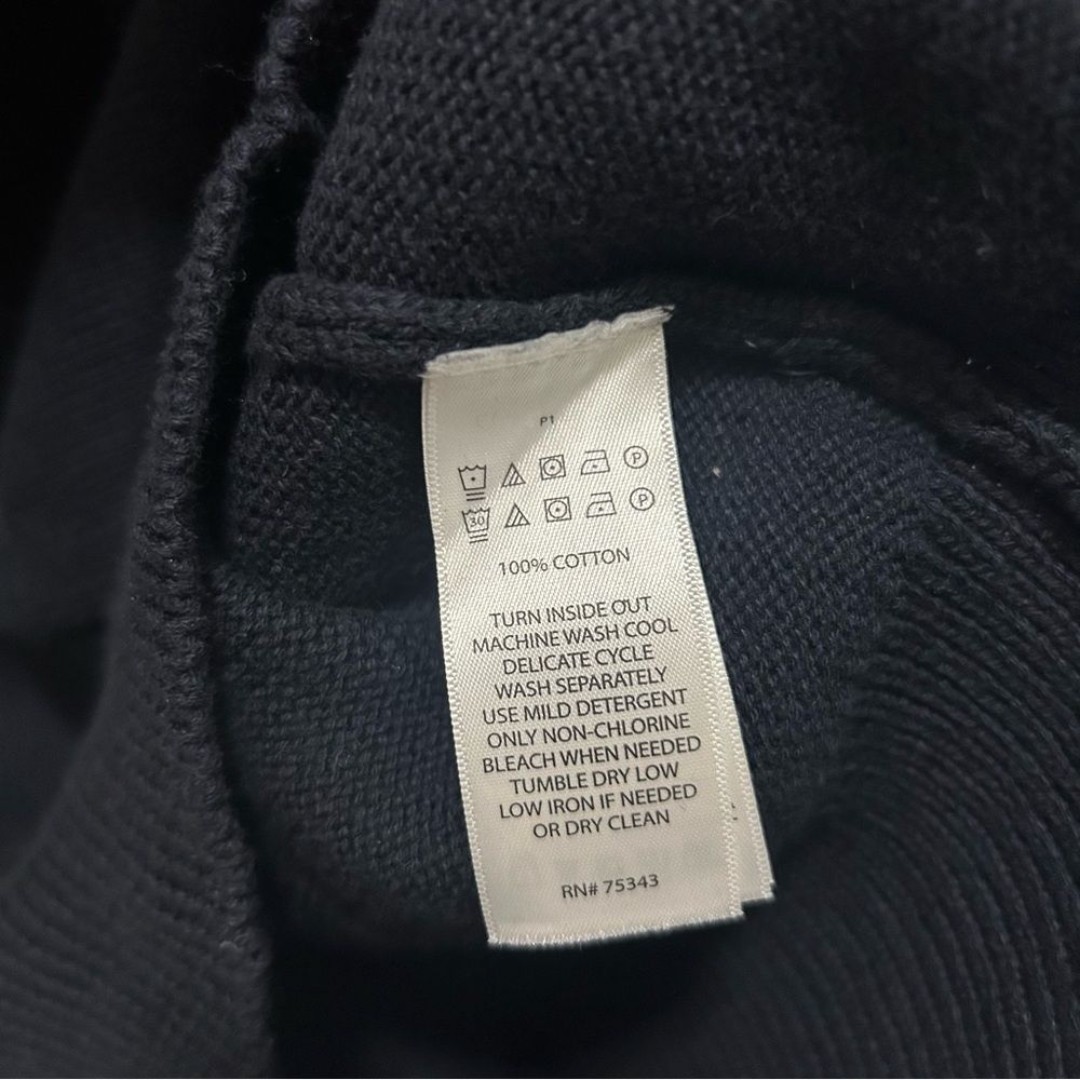 P1
P
30 P
100% COTTON
TURN INSIDE OUT
MACHINE WASH COOL
DELICATE CYCLE
WASH SEPARATELY
USE MILD DETERGENT
ONLY NON-CHLORINE
BLEACH WHEN NEEDED
TUMBLE DRY LOW
LOW IRON IF NEEDED
OR DRY CLEAN
RN# 75343